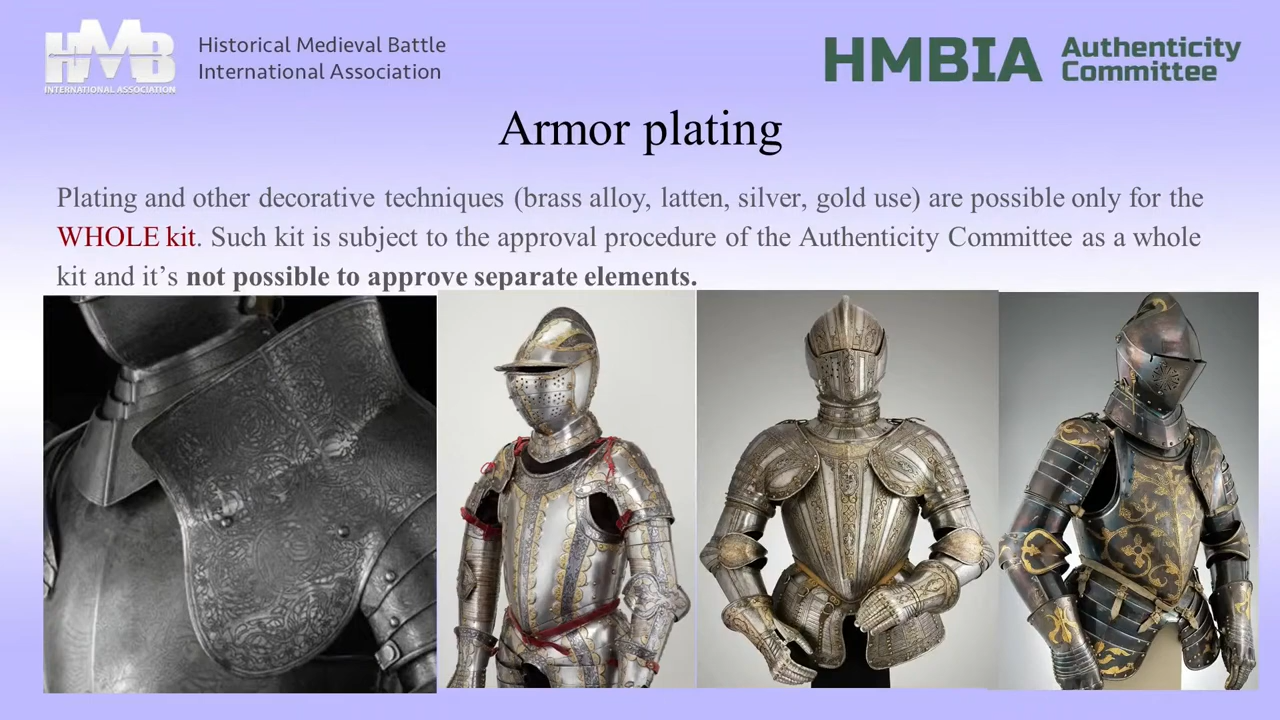 HMB
INTERNATIONAL ASSOCIATION
Historical Medieval Battle
International Association
HMBIA
Authenticity
Committee
Armor plating
Plating and other decorative techniques (brass alloy, latten, silver, gold use) are possible only for the
WHOLE kit. Such kit is subject to the approval procedure of the Authenticity Committee as a whole
kit and it’s not possible to approve separate elements.